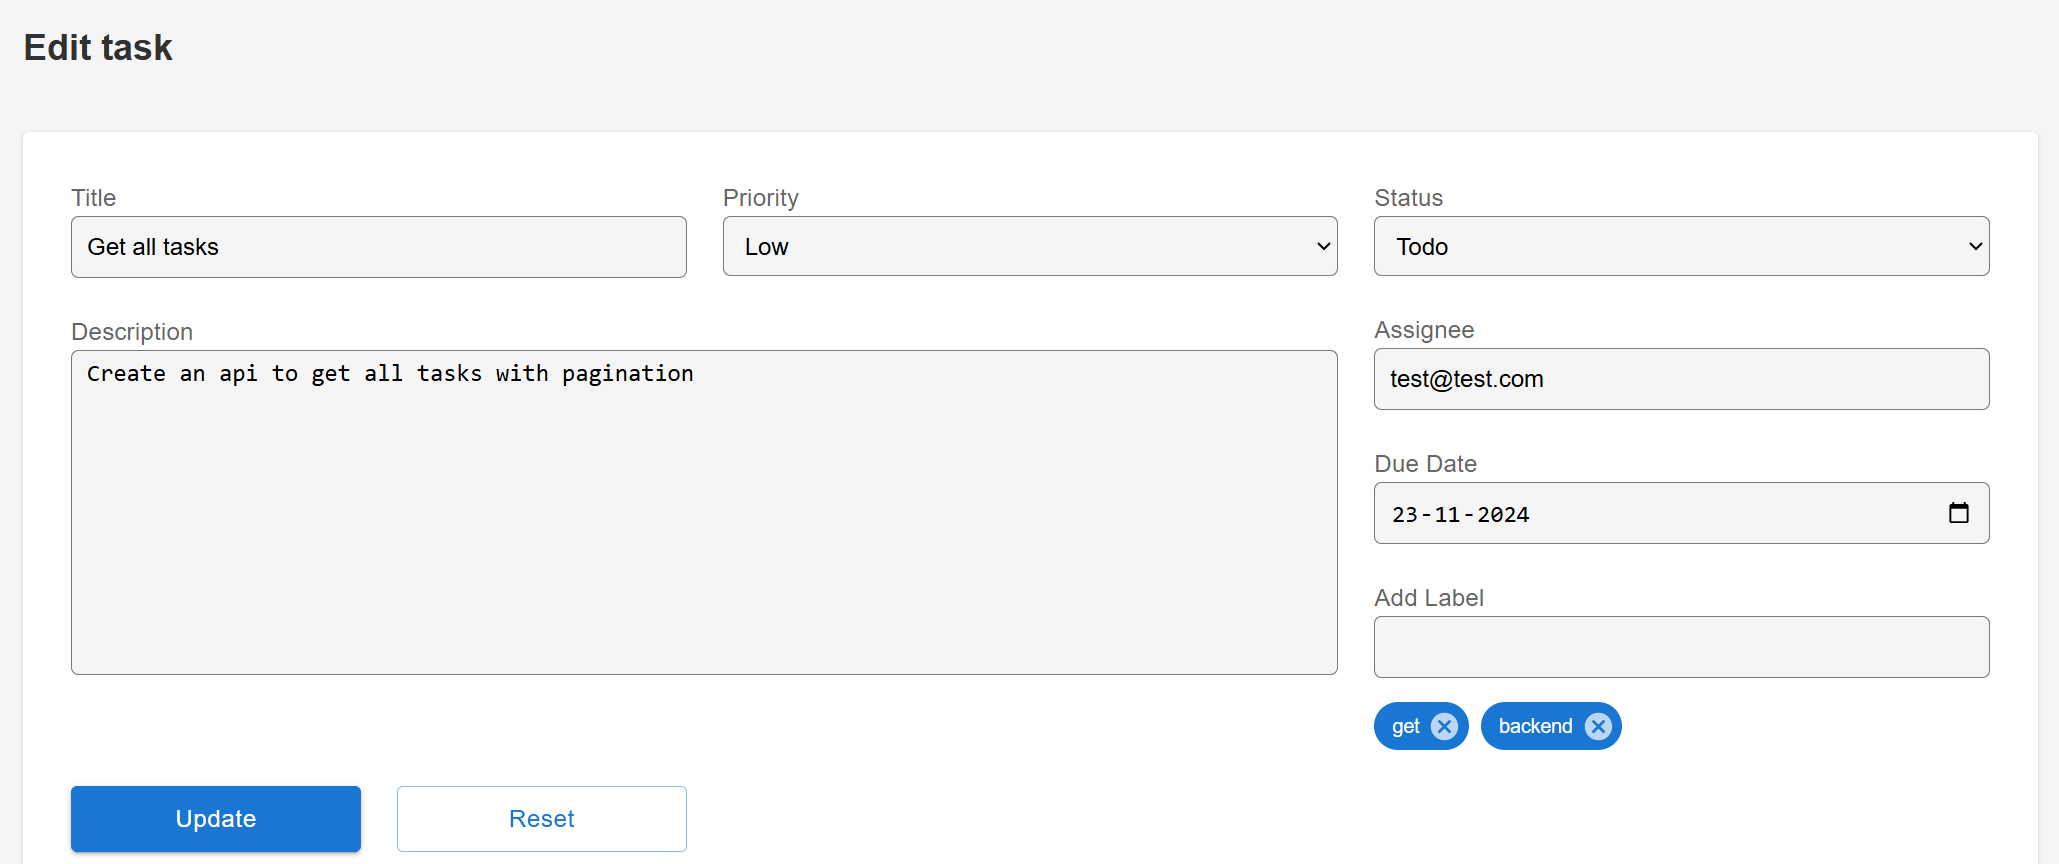 Edit task
Title
Get all tasks
Priority
Low
Status
Todo
Description
Create an api to get all tasks with pagination
Assignee
test@test.com
Due Date
23-11-2024
Add Label
get
backend
Update
Reset